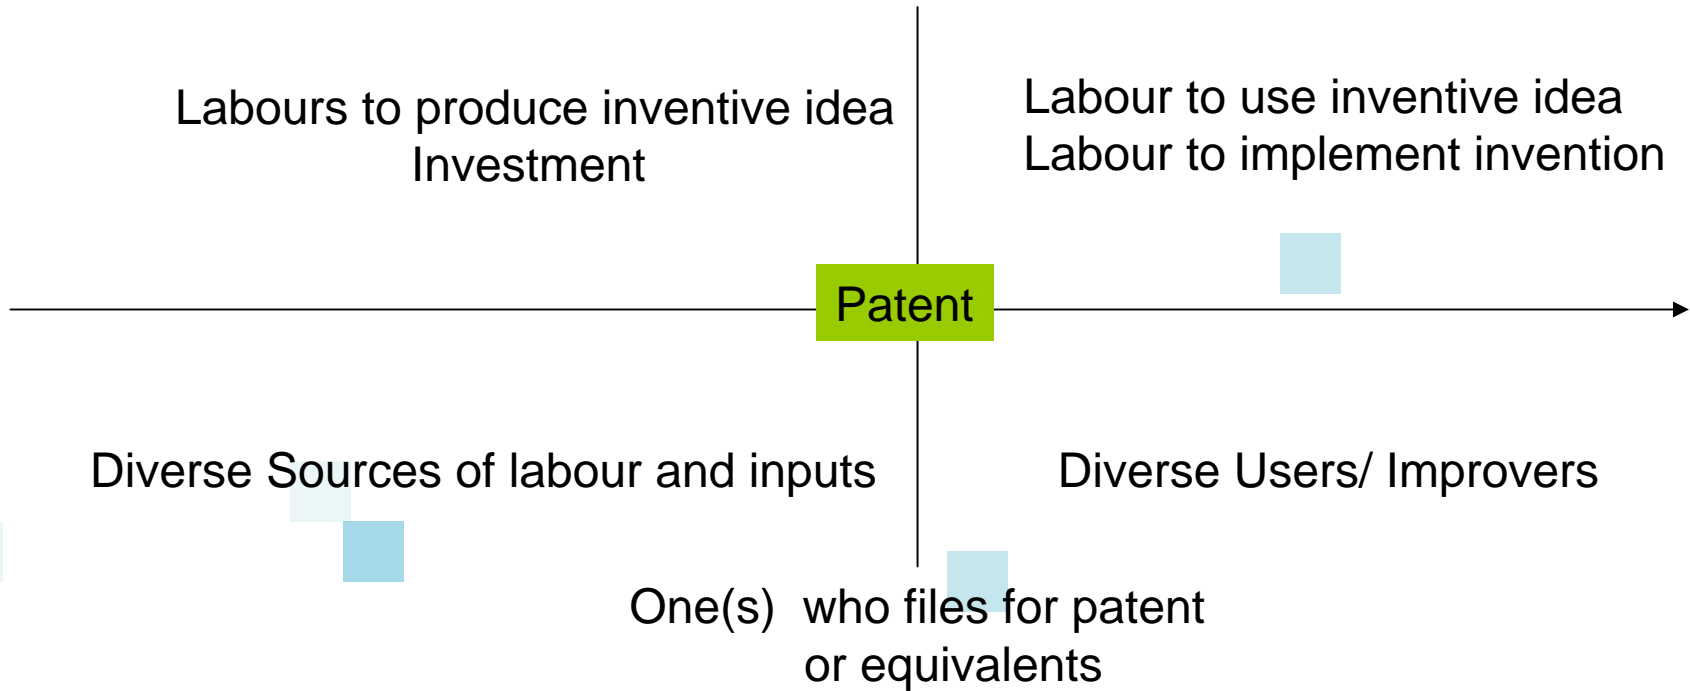 Labours to produce inventive idea
Investment
Labour to use inventive idea
Labour to implement invention
Patent
Diverse Sources of labour and inputs
Diverse Users/ Improvers
One(s) who files for patent
or equivalents